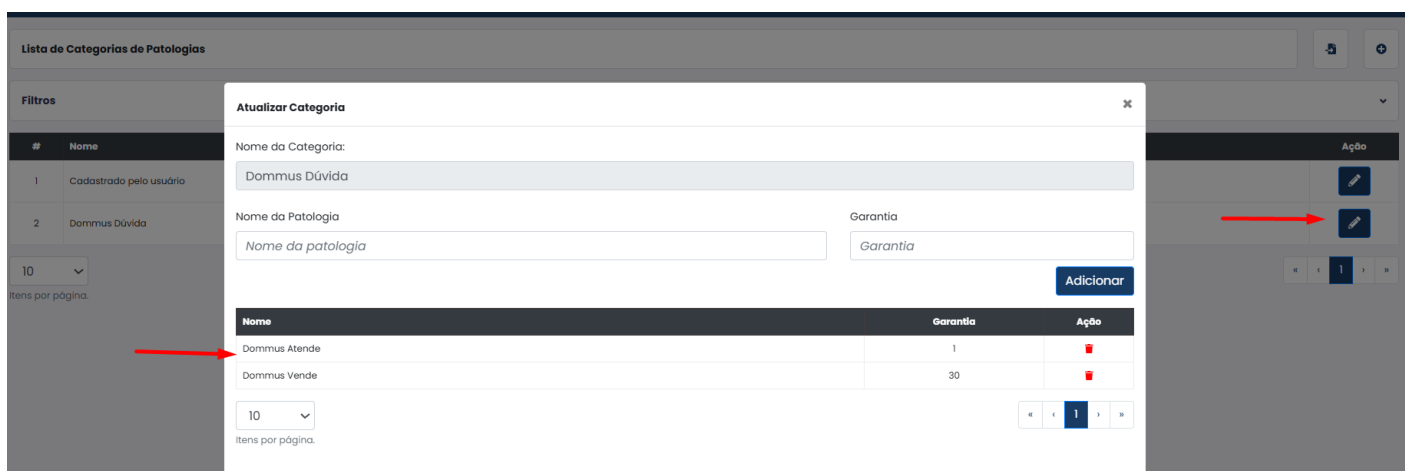 Lista de Categorias de Patologias
Filtros
# Nome Ação
1 Cadastrado pelo usuário
2 Dommus Dúvida
10
Itens por página.
« ‹ 1 › »
Atualizar Categoria ×
Nome da Categoria:
Dommus Dúvida
Nome da Patologia Garantia
Nome da patologia Garantia
Adicionar
Nome Garantia Ação
Dommus Atende 1
Dommus Vende 30
10
Itens por página.
« ‹ 1 › »